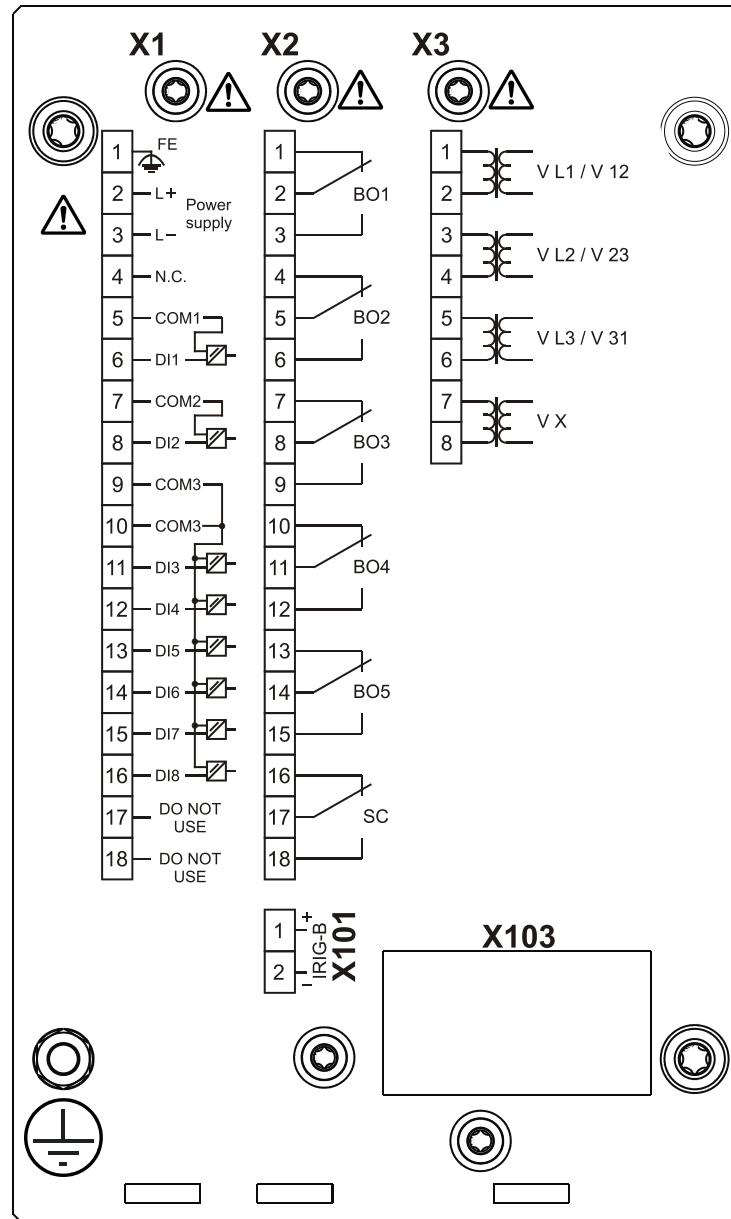 X1 X2 X3
1 FE
2 L+
Power
supply
3 L−
4 N.C.
5 COM1
6 DI1
7 COM2
8 DI2
9 COM3
10 COM3
11 DI3
12 DI4
13 DI5
14 DI6
15 DI7
16 DI8
17 DO NOT
USE
18 DO NOT
USE
1
2 BO1
3
4
5 BO2
6
7
8 BO3
9
10
11 BO4
12
13
14 BO5
15
16
17 SC
18
1
V L1 / V 12
2
3
V L2 / V 23
4
5
V L3 / V 31
6
7
V X
8
1 +
2 −
IRIG-B
X101
X103